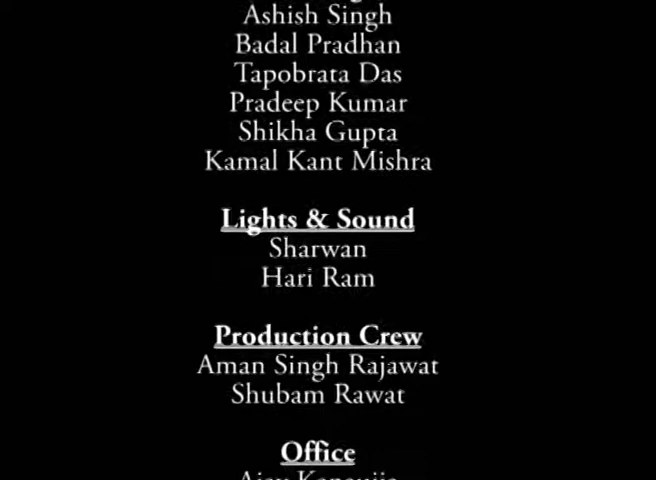 Ashish Singh
Badal Pradhan
Tapobrata Das
Pradeep Kumar
Shikha Gupta
Kamal Kant Mishra
Lights & Sound
Sharwan
Hari Ram
Production Crew
Aman Singh Rajawat
Shubam Rawat
Office